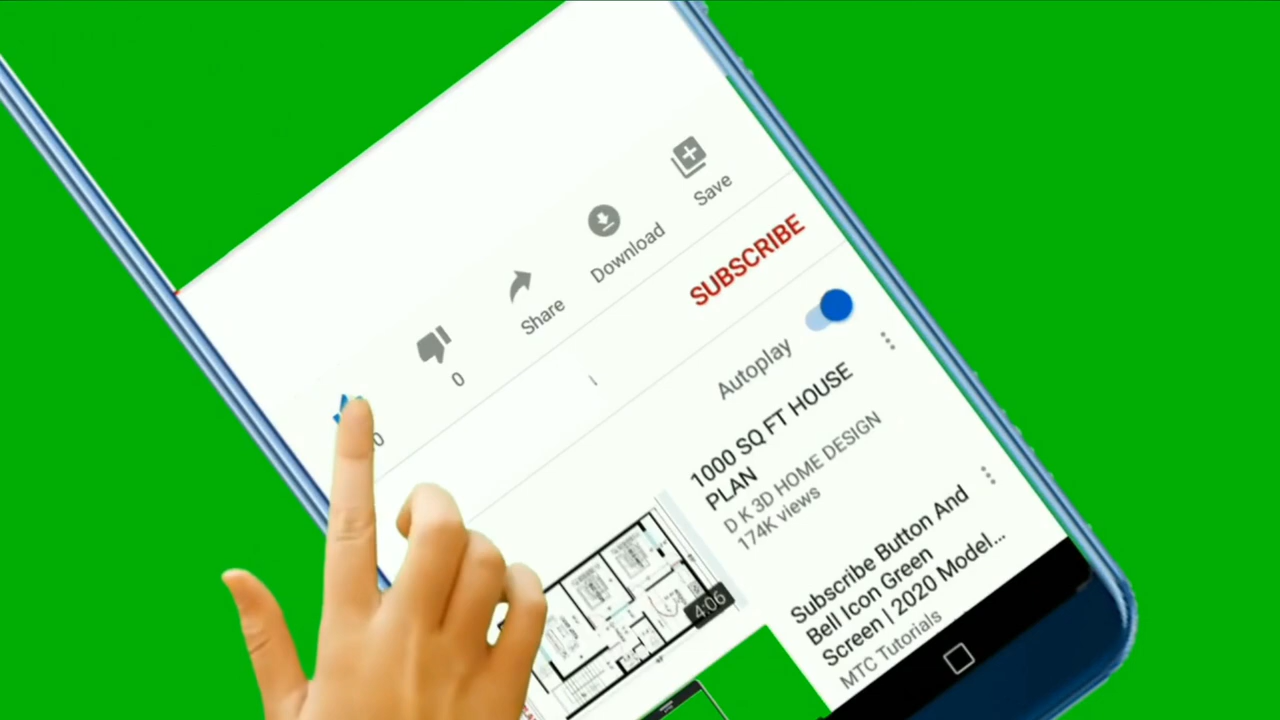 0
0
Share
Download
Save
SUBSCRIBE
Autoplay
1000 SQ FT HOUSE
PLAN
D K 3D HOME DESIGN
174K views
4:06
Subscribe Button And
Bell Icon Green
Screen | 2020 Model...
MTC Tutorials